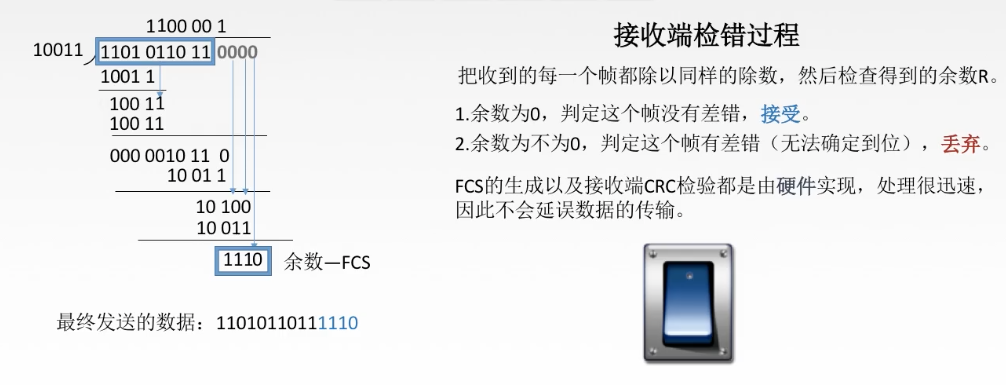 1100 00 1
10011 1101 0110 11 0000
1001 1
100 11
100 11
000 0010 11 0
10 01 1
10 100
10 011
1110 余数—FCS
最终发送的数据：11010110111110
接收端检错过程
把收到的每一个帧都除以同样的除数，然后检查得到的余数R。
1.余数为0，判定这个帧没有差错，接受。
2.余数为不为0，判定这个帧有差错（无法确定到位），丢弃。
FCS的生成以及接收端CRC检验都是由硬件实现，处理很迅速，
因此不会延误数据的传输。